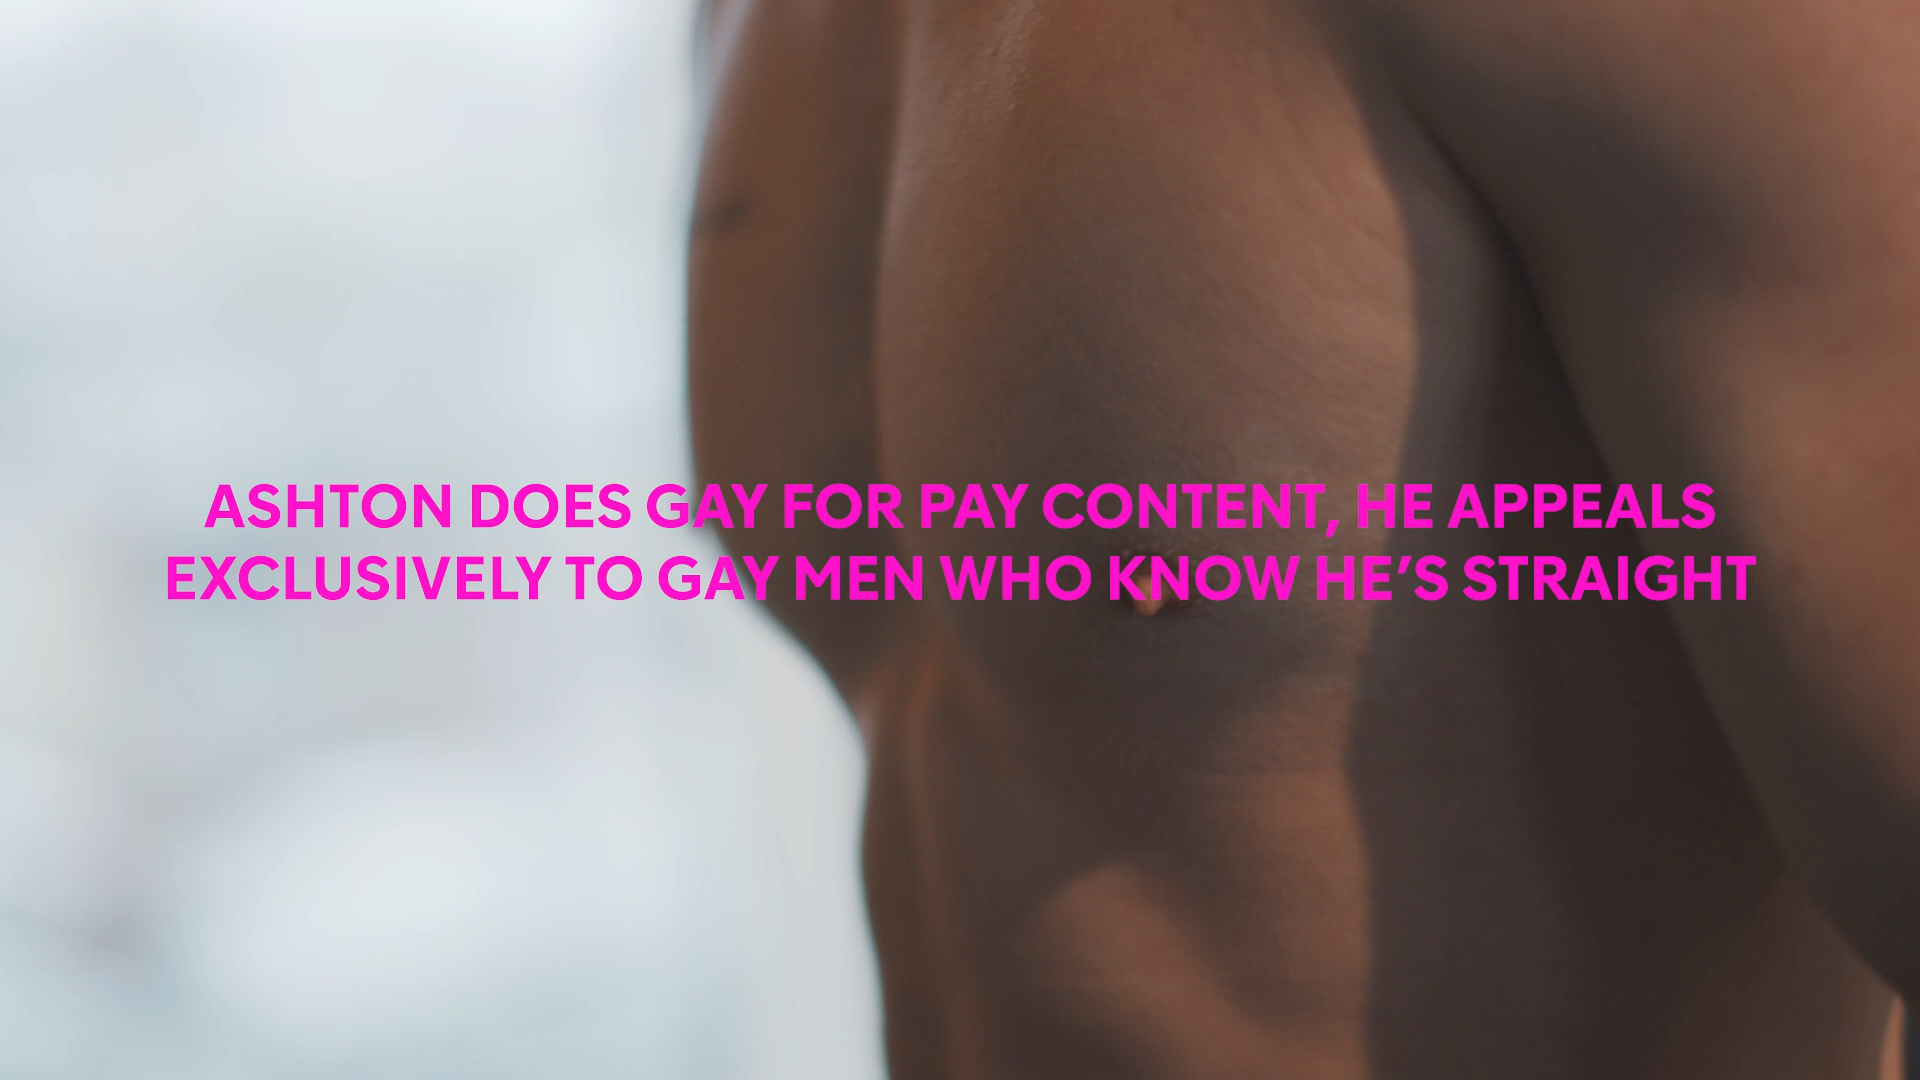 ASHTON DOES GAY FOR PAY CONTENT, HE APPEALS
EXCLUSIVELY TO GAY MEN WHO KNOW HE’S STRAIGHT